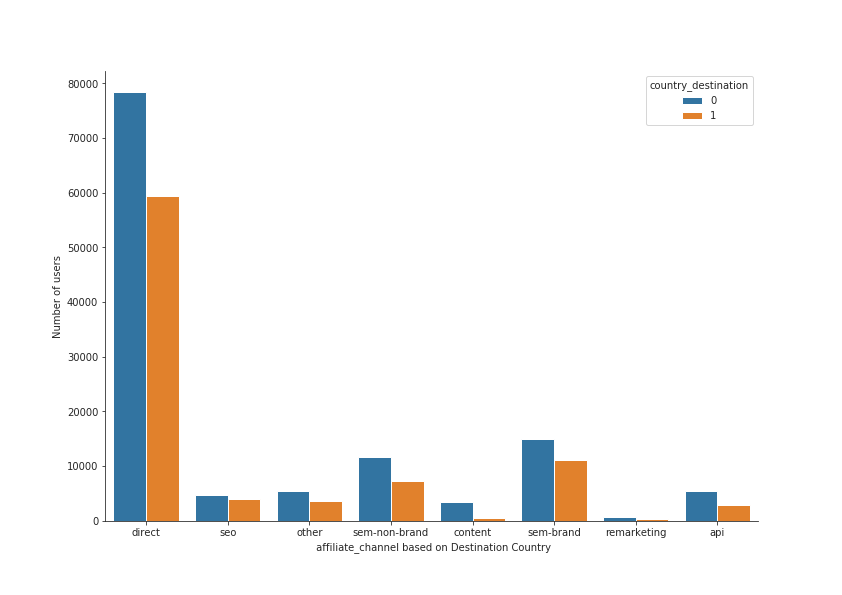 country_destination
0
1
80000
70000
60000
50000
40000
30000
20000
10000
0
Number of users
direct seo other sem-non-brand content sem-brand remarketing api
affiliate_channel based on Destination Country